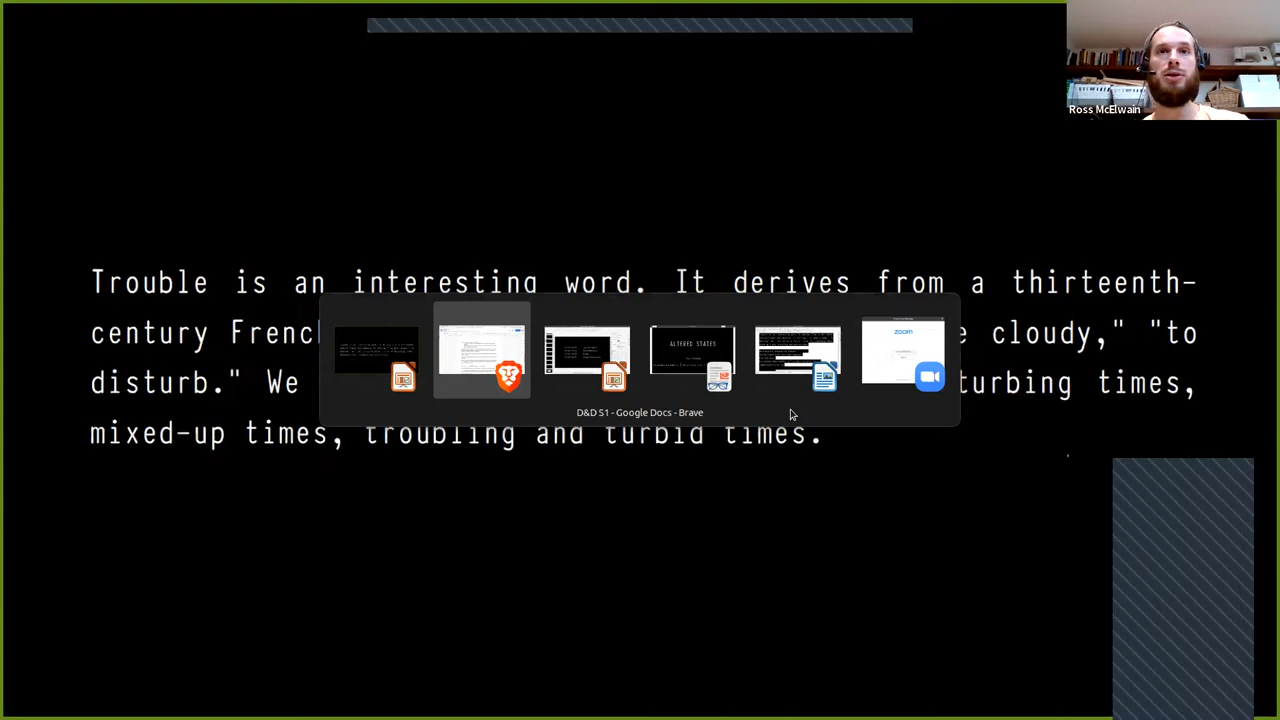 Ross McElwain
Trouble is an interesting word. It derives from a thirteenth-
century French cloudy," "to
disturb." We turbing times,
mixed-up times, troubling and turbid times.
ALTERED STATES
zoom
D&D S1 - Google Docs - Brave